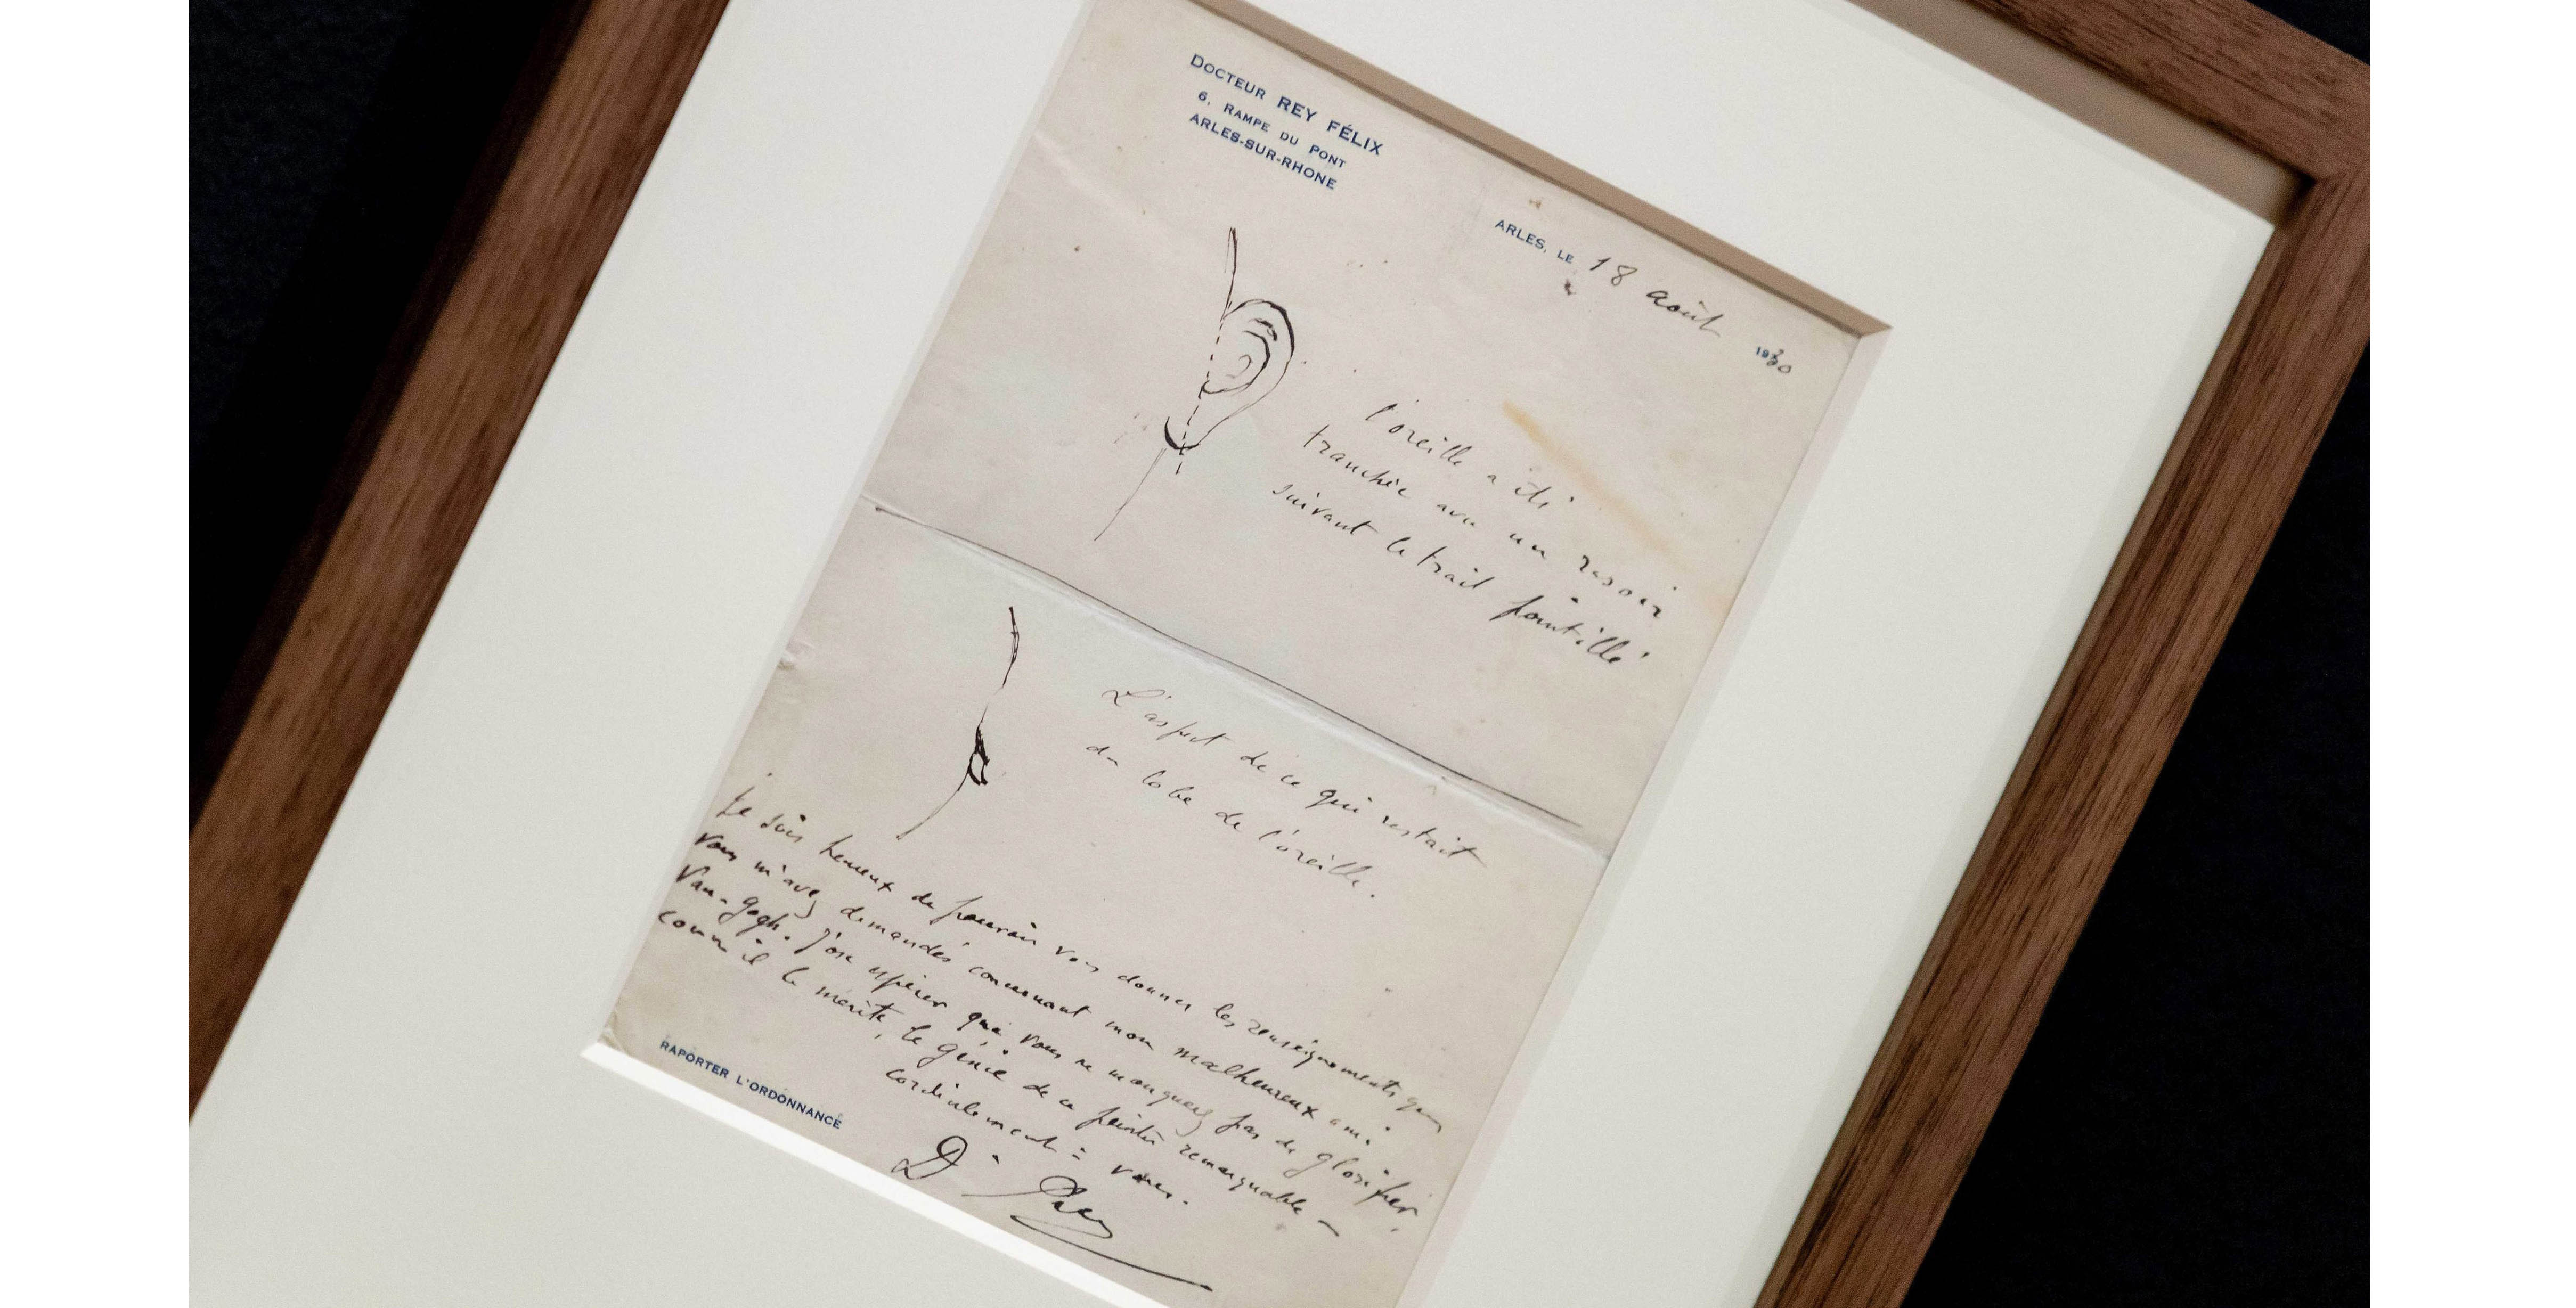 DOCTEUR REY FÉLIX
6, RAMPE DU PONT
ARLES-SUR-RHONE
ARLES, LE 18 août 1930
l'oreille a été
tranchée avec un rasoir
suivant le trait pointillé
L'aspect de ce qui restait
du lobe de l'oreille.
Je suis heureux de pouvoir vous donner les renseignements que
vous m'avez demandés concernant mon malheureux ami
Van-Gogh. J'ose espérer que vous ne manquerez pas de glorifier,
comme il le mérite, le génie de ce peintre remarquable —
Cordialement à vous.
Dr Rey
RAPORTER L'ORDONNANCE